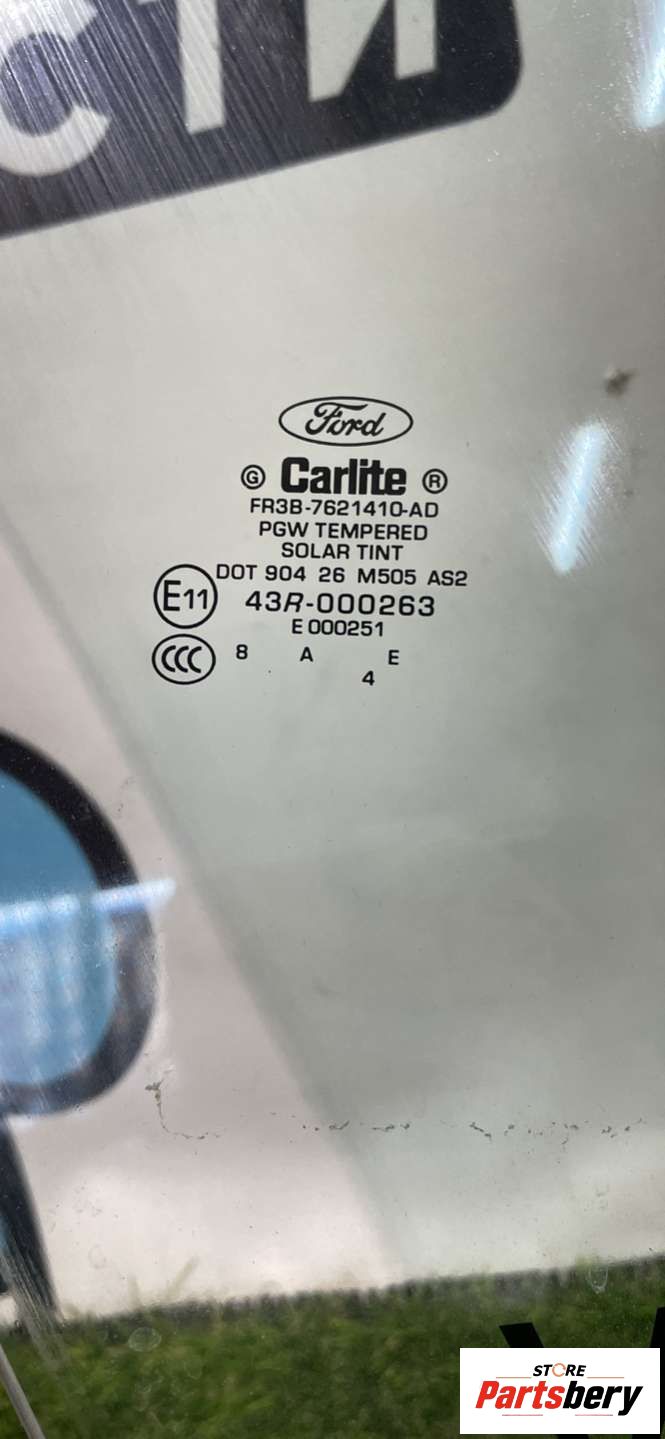 СТИ
Ford
G Carlite ®
FR3B-7621410-AD
PGW TEMPERED
SOLAR TINT
DOT 904 26 M505 AS2
E11 43R-000263
E 000251
CCC 8 A E
4
STORE
Partsbery